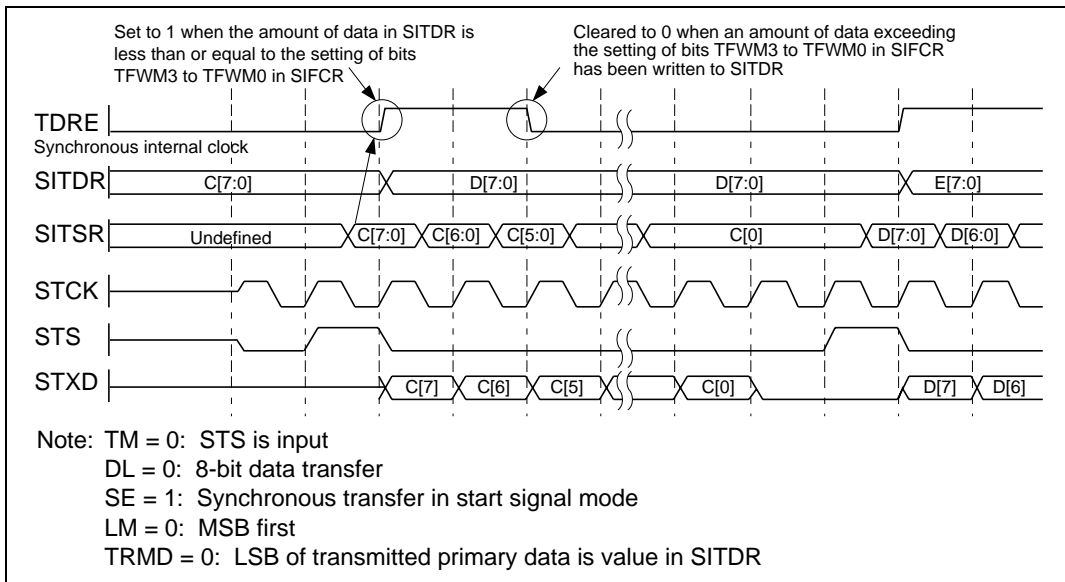 Set to 1 when the amount of data in SITDR is
less than or equal to the setting of bits
TFWM3 to TFWM0 in SIFCR
Cleared to 0 when an amount of data exceeding
the setting of bits TFWM3 to TFWM0 in SIFCR
has been written to SITDR
TDRE
Synchronous internal clock
SITDR C[7:0] D[7:0] D[7:0] E[7:0]
SITSR Undefined C[7:0] C[6:0] C[5:0] C[0] D[7:0] D[6:0]
STCK
STS
STXD C[7] C[6] C[5] C[0] D[7] D[6]
Note: TM = 0: STS is input
DL = 0: 8-bit data transfer
SE = 1: Synchronous transfer in start signal mode
LM = 0: MSB first
TRMD = 0: LSB of transmitted primary data is value in SITDR